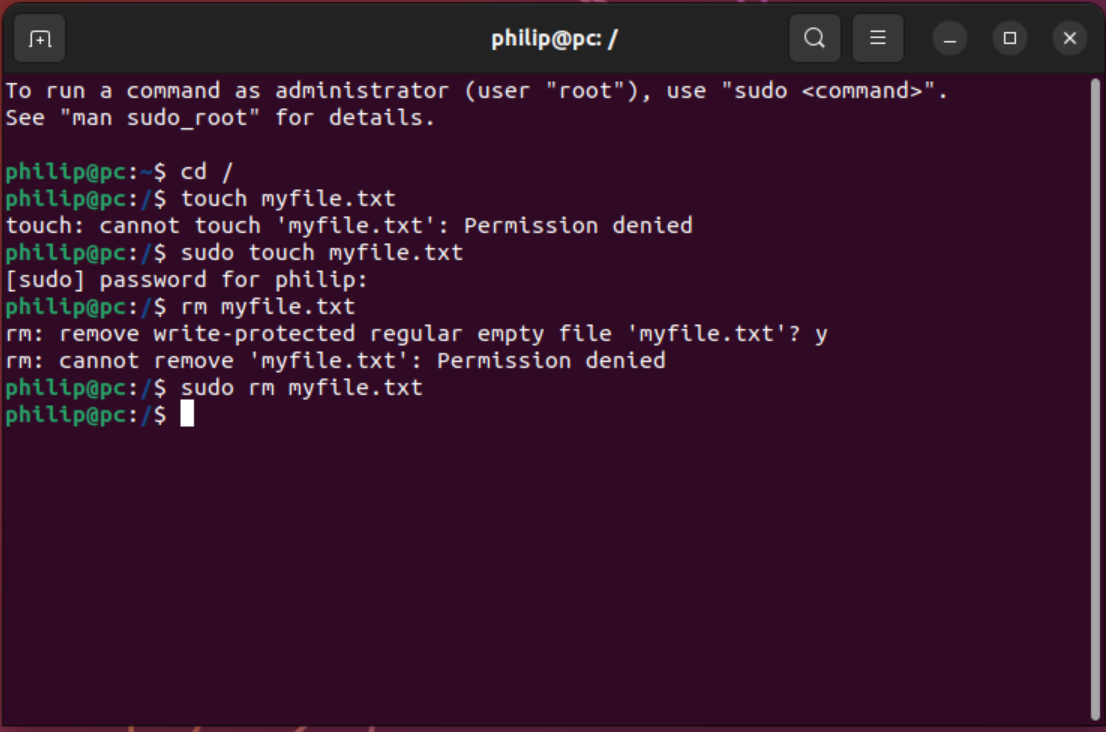 philip@pc: /
To run a command as administrator (user "root"), use "sudo <command>".
See "man sudo_root" for details.
philip@pc:~$ cd /
philip@pc:/$ touch myfile.txt
touch: cannot touch 'myfile.txt': Permission denied
philip@pc:/$ sudo touch myfile.txt
[sudo] password for philip:
philip@pc:/$ rm myfile.txt
rm: remove write-protected regular empty file 'myfile.txt'? y
rm: cannot remove 'myfile.txt': Permission denied
philip@pc:/$ sudo rm myfile.txt
philip@pc:/$